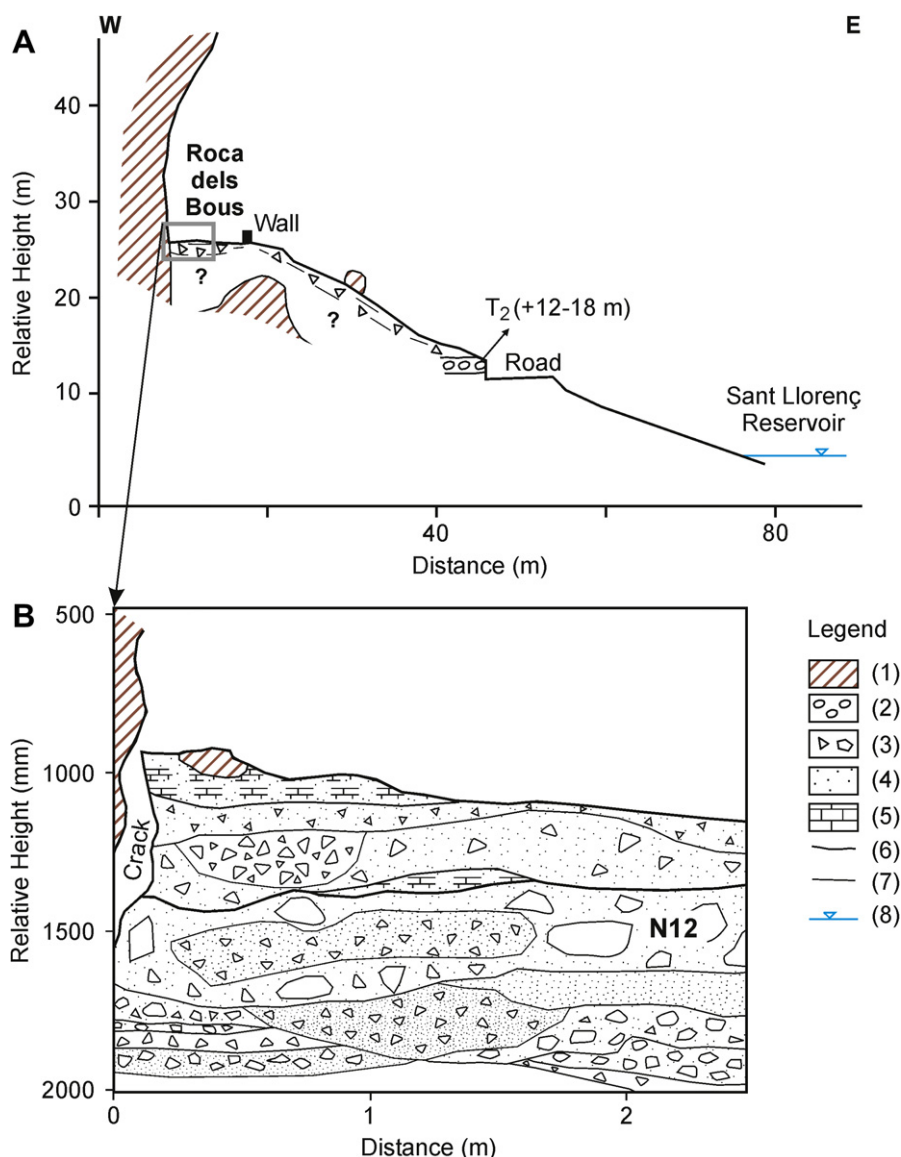 A
W
E
Relative Height (m)
40
30
20
10
0
Roca
dels
Bous
Wall
?
?
T2 (+12-18 m)
Road
Sant Llorenç
Reservoir
40
80
Distance (m)
B
Relative Height (mm)
500
1000
1500
2000
Crack
N12
0
1
2
Distance (m)
Legend
(1)
(2)
(3)
(4)
(5)
(6)
(7)
(8)